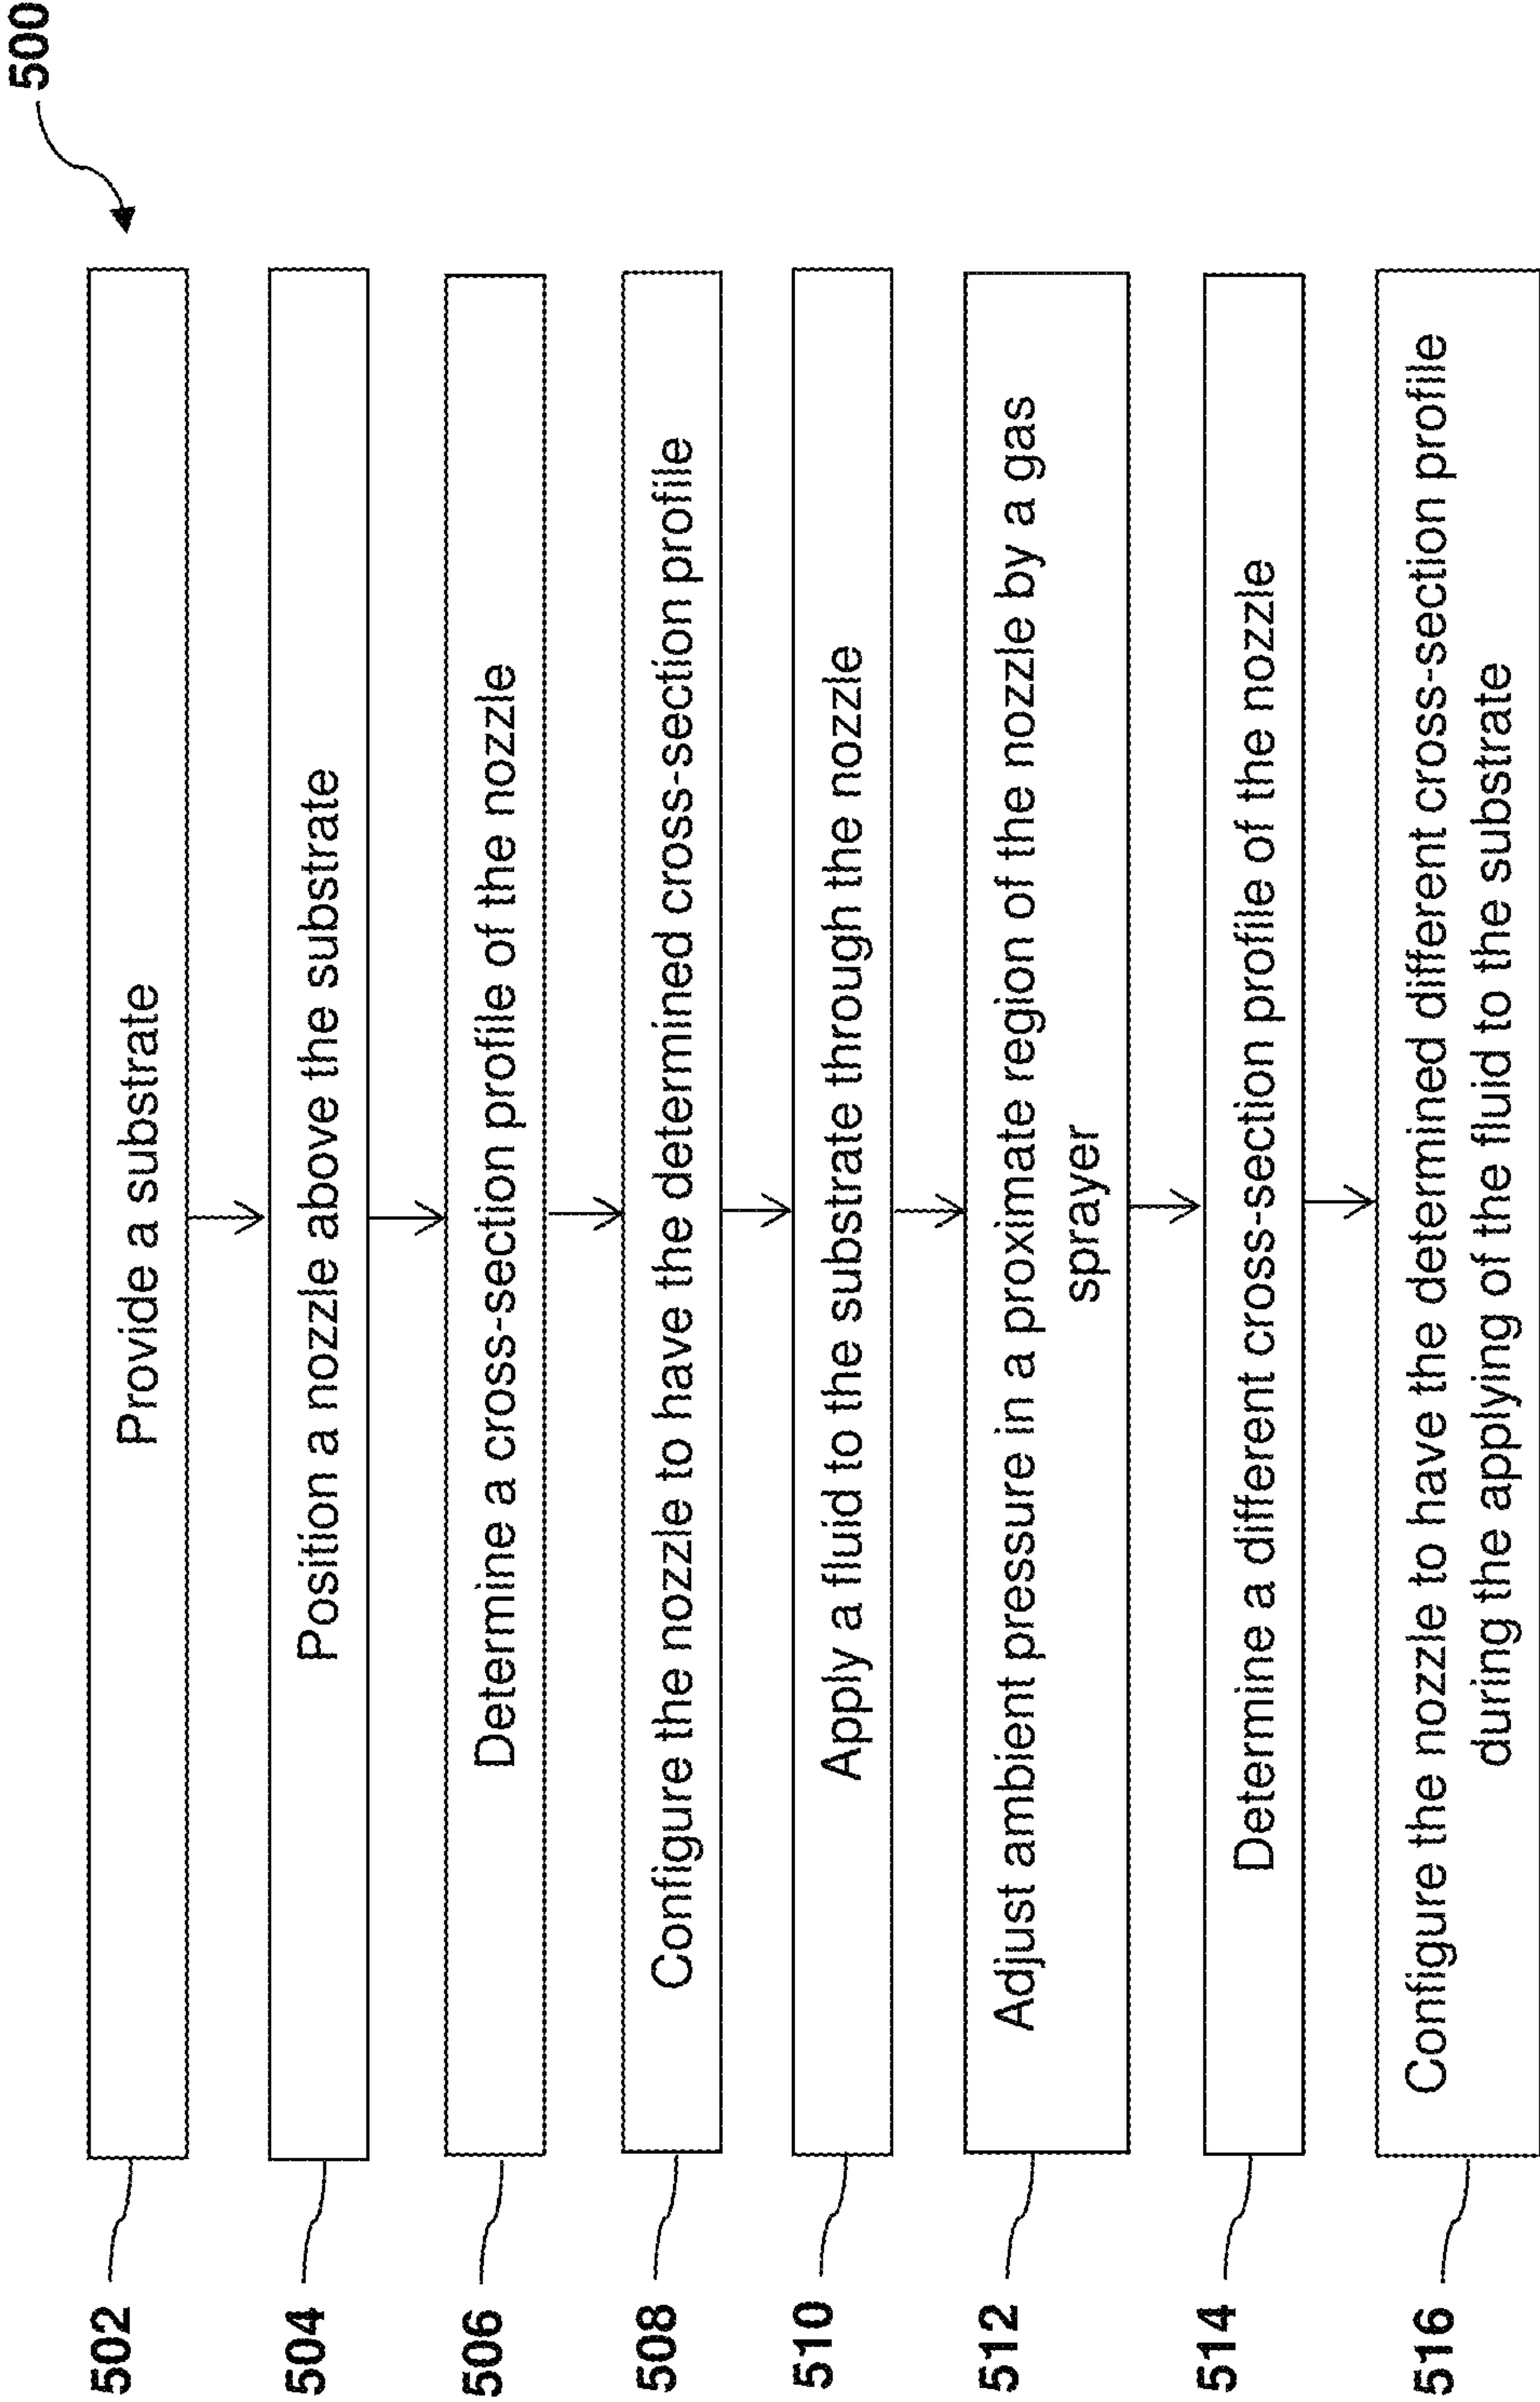 500
502
Provide a substrate
504
Position a nozzle above the substrate
506
Determine a cross-section profile of the nozzle
508
Configure the nozzle to have the determined cross-section profile
510
Apply a fluid to the substrate through the nozzle
512
Adjust ambient pressure in a proximate region of the nozzle by a gas
sprayer
514
Determine a different cross-section profile of the nozzle
516
Configure the nozzle to have the determined different cross-section profile
during the applying of the fluid to the substrate